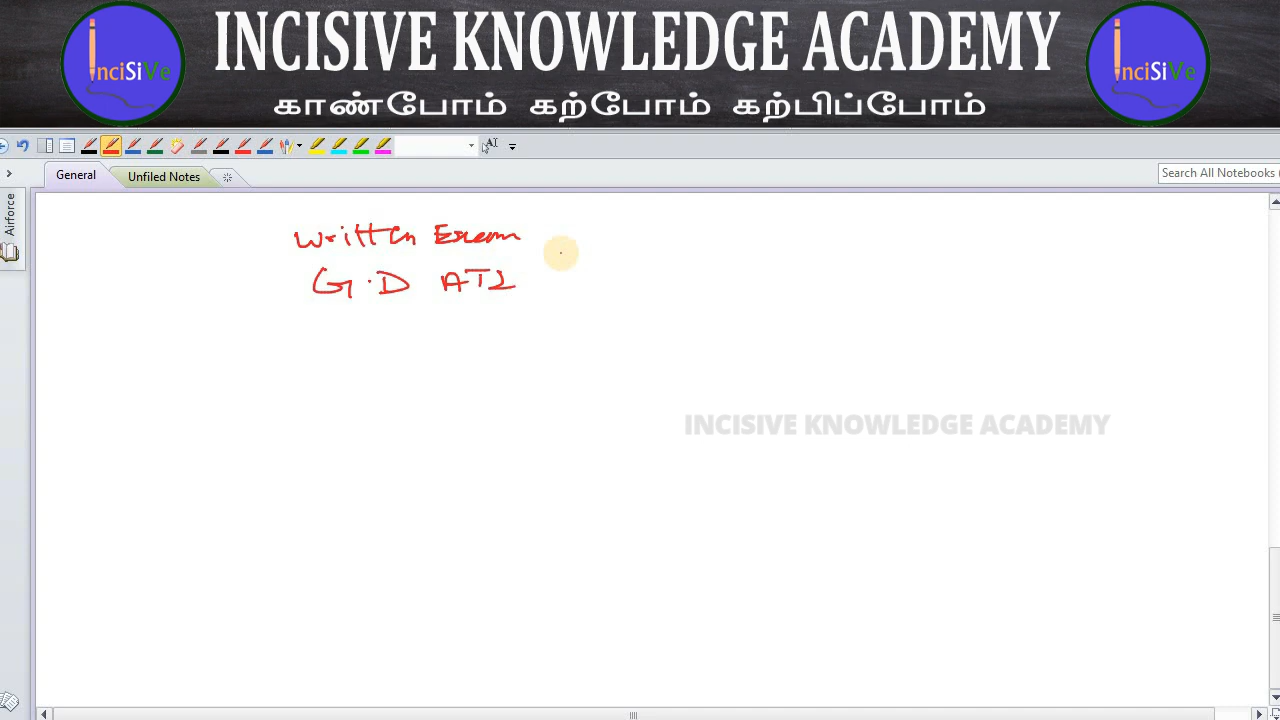 INCISIVE KNOWLEDGE ACADEMY
nciSiVe
nciSiVe
காண்போம் கற்போம் கற்பிப்போம்
General
Unfiled Notes
Search All Notebooks (
Airforce
Written Exam
G.D AT2
INCISIVE KNOWLEDGE ACADEMY